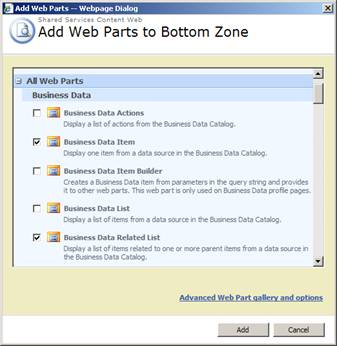 Add Web Parts -- Webpage Dialog
Shared Services Content Web
Add Web Parts to Bottom Zone
All Web Parts
Business Data
Business Data Actions
Display a list of actions from the Business Data Catalog.
Business Data Item
Display one item from a data source in the Business Data Catalog.
Business Data Item Builder
Creates a Business Data item from parameters in the query string and provides
it to other web parts. This web part is only used on Business Data profile pages.
Business Data List
Display a list of items from a data source in the Business Data Catalog.
Business Data Related List
Display a list of items related to one or more parent items from a data source in
the Business Data Catalog.
Advanced Web Part gallery and options
Add
Cancel